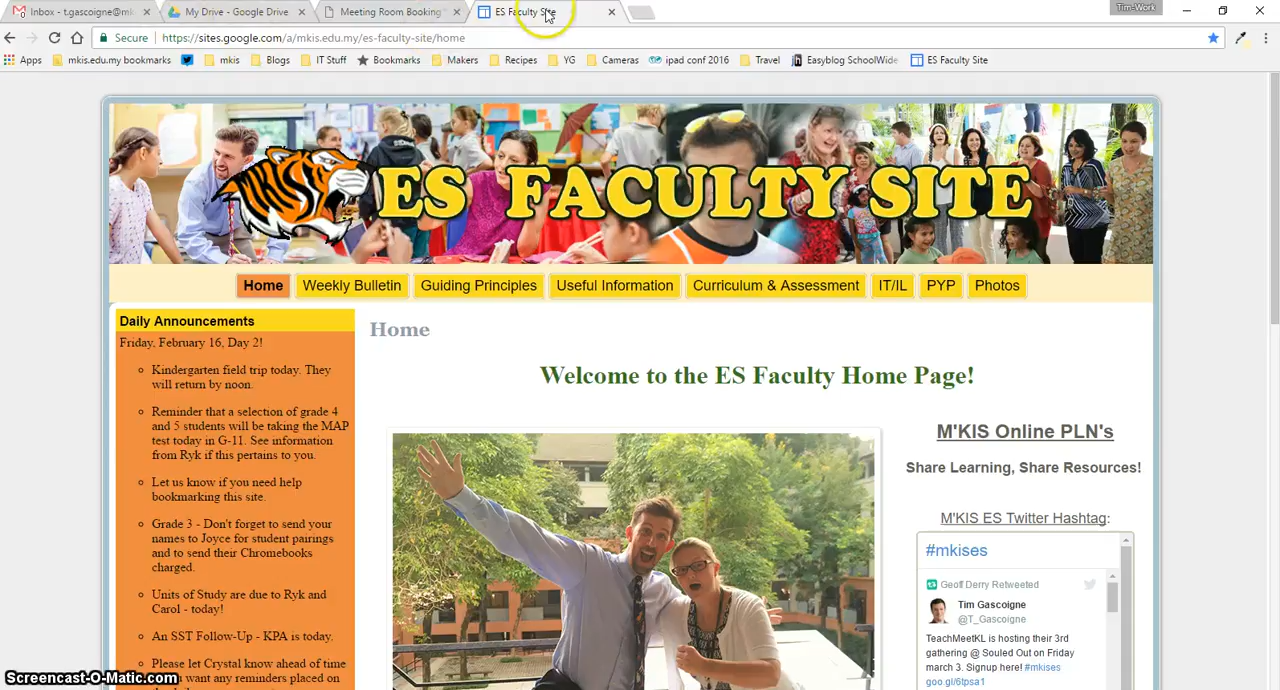 Inbox - t.gascoigne@mk
My Drive - Google Drive
Meeting Room Booking
ES Faculty Site
Tim-Work
Secure
https://sites.google.com/a/mkis.edu.my/es-faculty-site/home
Apps
mkis.edu.my bookmarks
mkis
Blogs
IT Stuff
Bookmarks
Makers
Recipes
YG
Cameras
ipad conf 2016
Travel
Easyblog SchoolWide
ES Faculty Site
MKIS
ES FACULTY SITE
Home
Weekly Bulletin
Guiding Principles
Useful Information
Curriculum & Assessment
IT/IL
PYP
Photos
Daily Announcements
Friday, February 16, Day 2!
Kindergarten field trip today. They
will return by noon.
Reminder that a selection of grade 4
and 5 students will be taking the MAP
test today in G-11. See information
from Ryk if this pertains to you.
Let us know if you need help
bookmarking this site.
Grade 3 - Don't forget to send your
names to Joyce for student pairings
and to send their Chromebooks
charged.
Units of Study are due to Ryk and
Carol - today!
An SST Follow-Up - KPA is today.
Please let Crystal know ahead of time
want any reminders placed on
Home
Welcome to the ES Faculty Home Page!
M'KIS Online PLN's
Share Learning, Share Resources!
M'KIS ES Twitter Hashtag:
#mkises
Geoff Derry Retweeted
Tim Gascoigne
@T_Gascoigne
TeachMeetKL is hosting their 3rd
gathering @ Souled Out on Friday
march 3. Signup here! #mkises
goo.gl/6tpsa1
Screencast-O-Matic.com